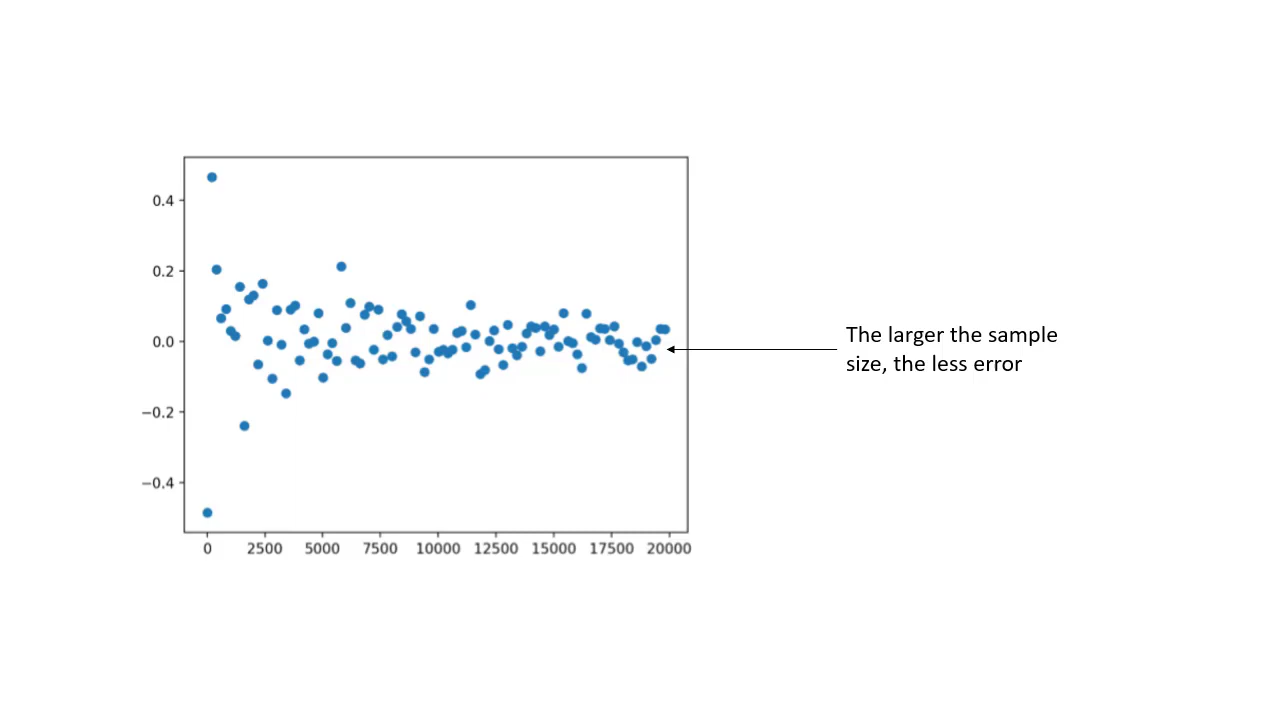 0.4
0.2
0.0
−0.2
−0.4
0 2500 5000 7500 10000 12500 15000 17500 20000
The larger the sample
size, the less error